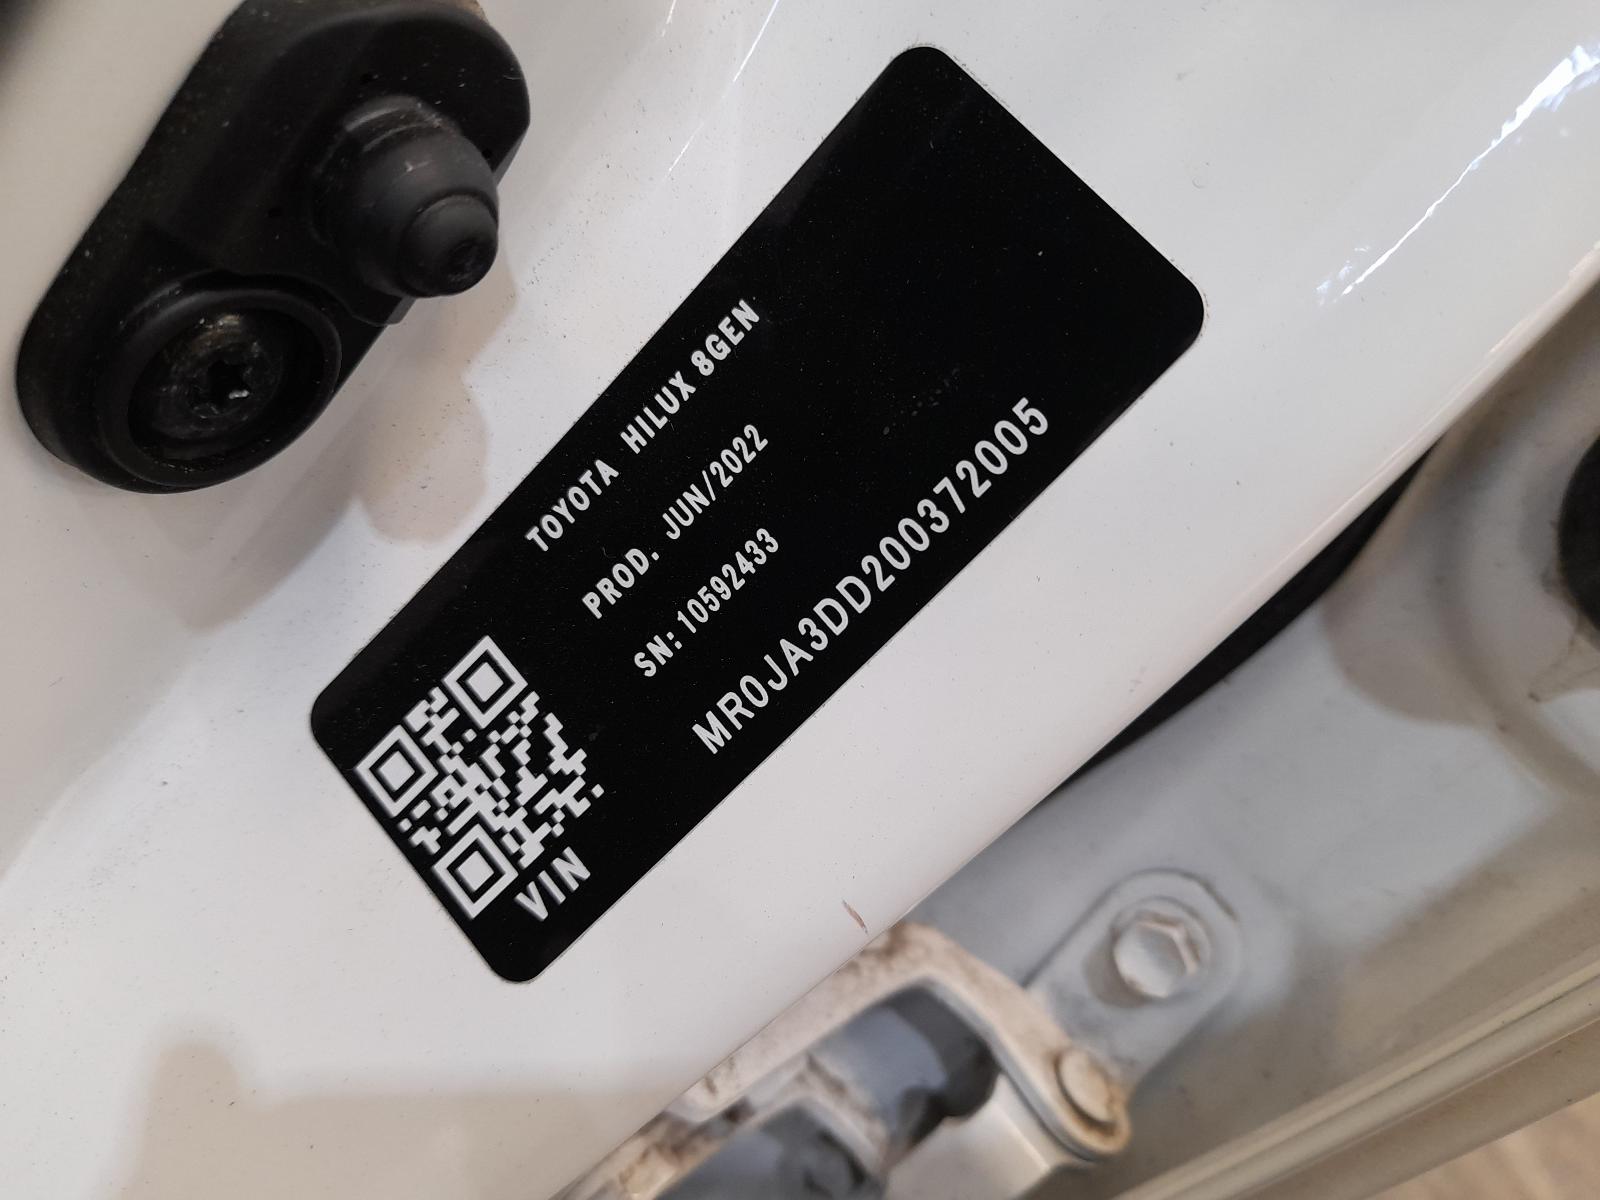 TOYOTA HILUX 8GEN
PROD. JUN/2022
SN: 10592433
MR0JA3DD200372005
VIN